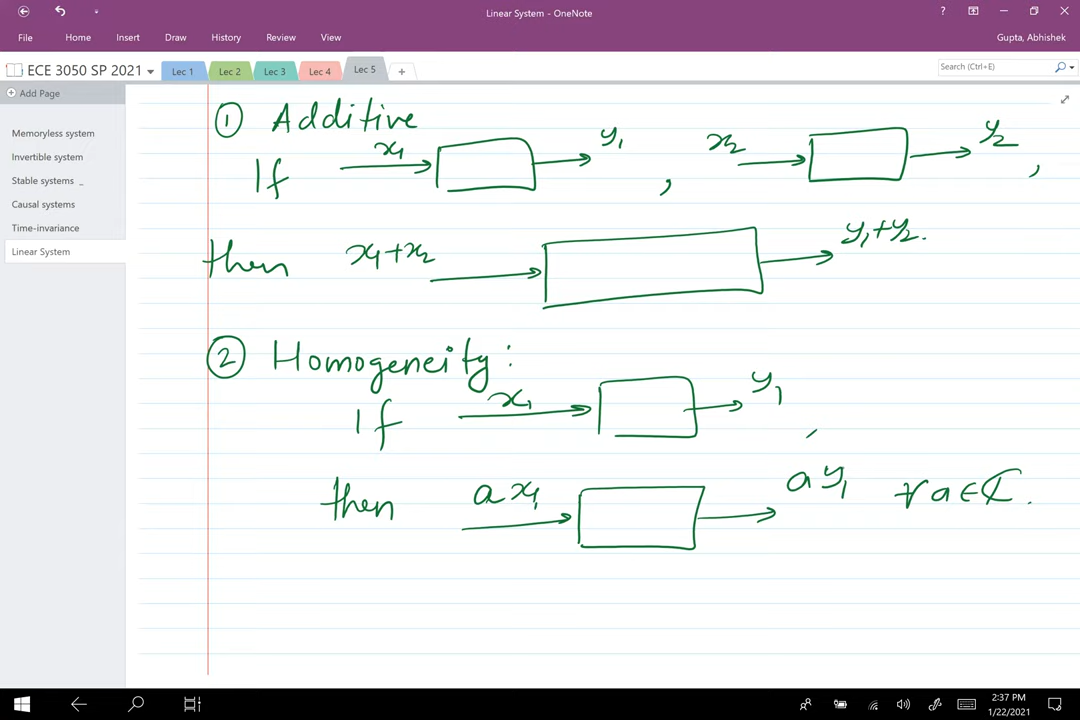 Linear System - OneNote
?
File Home Insert Draw History Review View
Gupta, Abhishek
ECE 3050 SP 2021
Lec 1 Lec 2 Lec 3 Lec 4 Lec 5 +
Search (Ctrl+E)
Add Page
Memoryless system
Invertible system
Stable systems _
Causal systems
Time-invariance
Linear System
① Additive
If x₁ y₁ , x₂ y₂ ,
then x₁+x₂ y₁+y₂.
② Homogeneity:
If x₁ y₁ ,
then a x₁ a y₁ ∀ a ∈ ℂ.
2:37 PM
1/22/2021